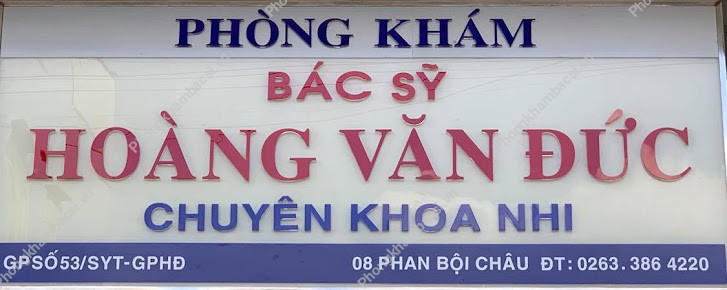 PHÒNG KHÁM
BÁC SỸ
HOÀNG VĂN ĐỨC
CHUYÊN KHOA NHI
GPSỐ53/SYT-GPHĐ 08 PHAN BỘI CHÂU ĐT: 0263. 386 4220